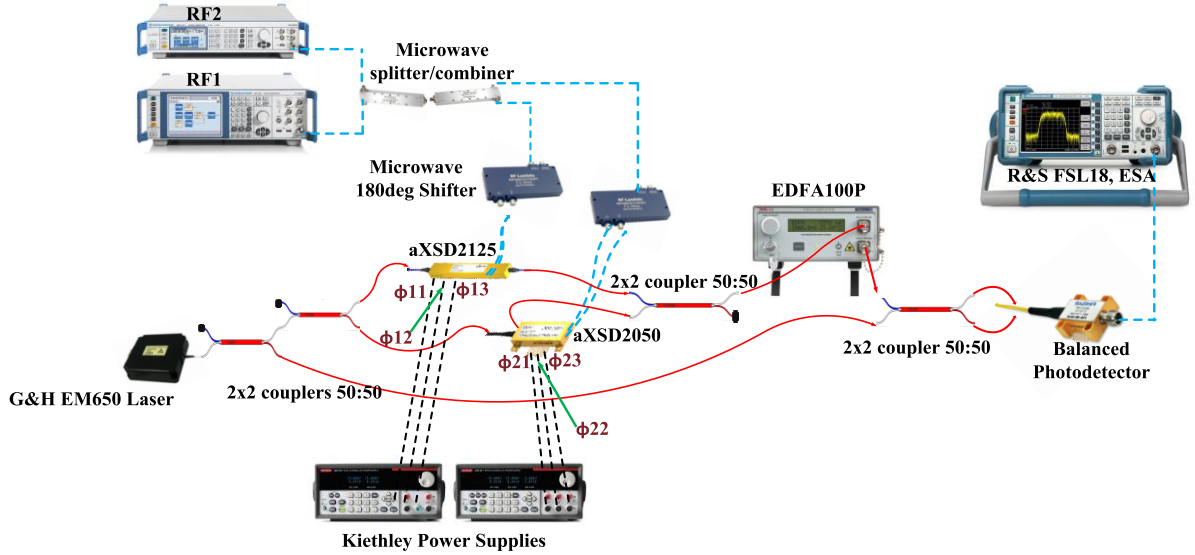 RF2
RF1
Microwave
splitter/combiner
Microwave
180deg Shifter
R&S FSL18, ESA
EDFA100P
aXSD2125
ϕ11
ϕ13
ϕ12
2x2 coupler 50:50
aXSD2050
ϕ21
ϕ23
ϕ22
G&H EM650 Laser
2x2 couplers 50:50
2x2 coupler 50:50
Balanced
Photodetector
Kiethley Power Supplies